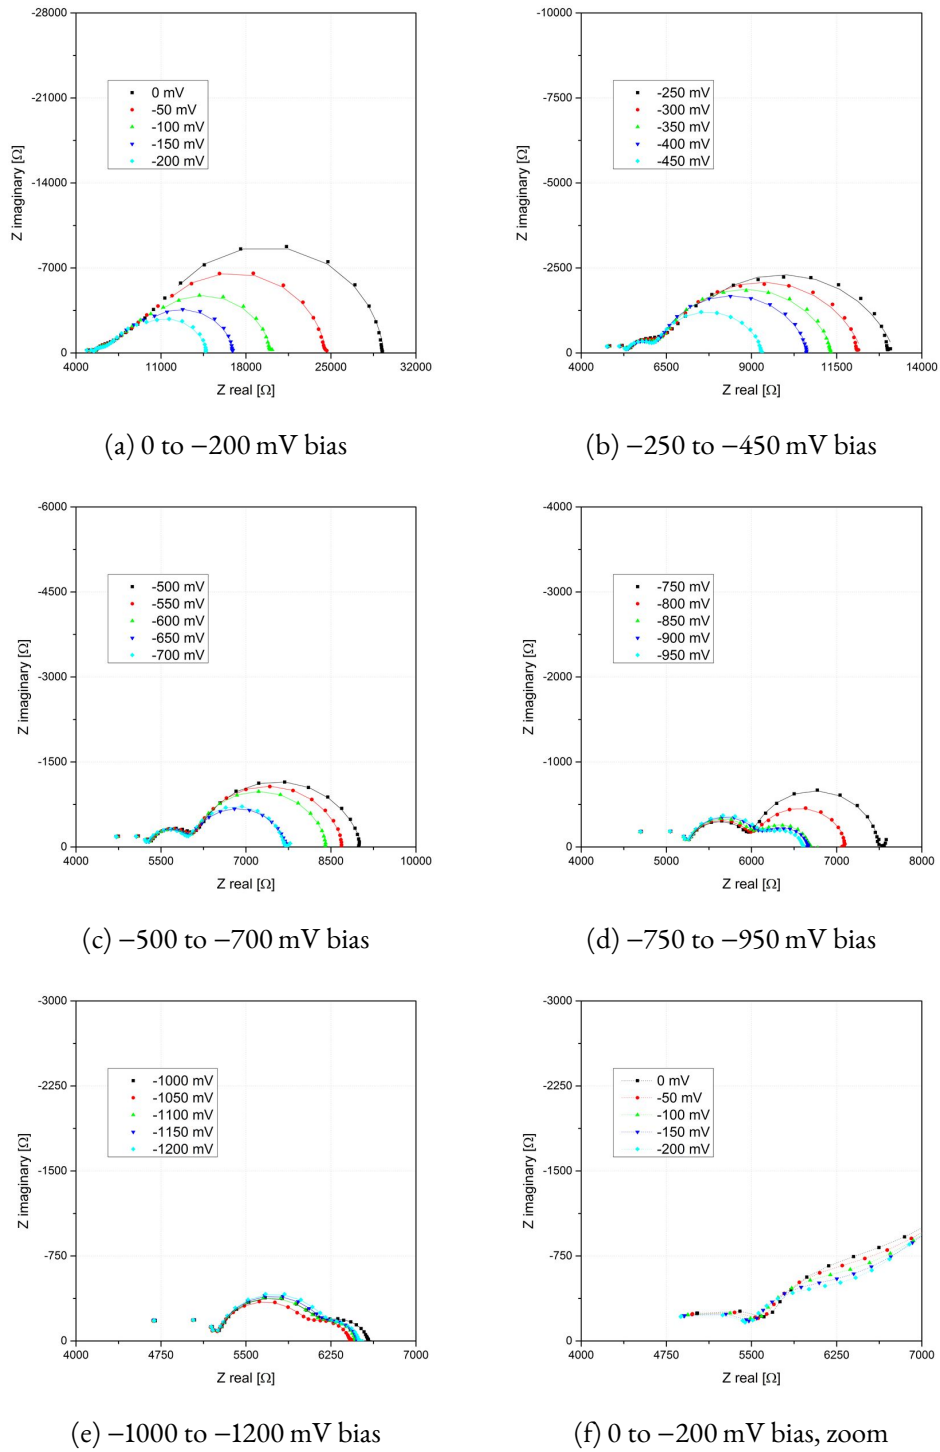 -28000
-21000
-14000
-7000
0
4000 11000 18000 25000 32000
Z imaginary [Ω]
Z real [Ω]
0 mV
-50 mV
-100 mV
-150 mV
-200 mV
(a) 0 to −200 mV bias
-10000
-7500
-5000
-2500
0
4000 6500 9000 11500 14000
Z imaginary [Ω]
Z real [Ω]
-250 mV
-300 mV
-350 mV
-400 mV
-450 mV
(b) −250 to −450 mV bias
-6000
-4500
-3000
-1500
0
4000 5500 7000 8500 10000
Z imaginary [Ω]
Z real [Ω]
-500 mV
-550 mV
-600 mV
-650 mV
-700 mV
(c) −500 to −700 mV bias
-4000
-3000
-2000
-1000
0
4000 5000 6000 7000 8000
Z imaginary [Ω]
Z real [Ω]
-750 mV
-800 mV
-850 mV
-900 mV
-950 mV
(d) −750 to −950 mV bias
-3000
-2250
-1500
-750
0
4000 4750 5500 6250 7000
Z imaginary [Ω]
Z real [Ω]
-1000 mV
-1050 mV
-1100 mV
-1150 mV
-1200 mV
(e) −1000 to −1200 mV bias
-3000
-2250
-1500
-750
0
4000 4750 5500 6250 7000
Z imaginary [Ω]
Z real [Ω]
0 mV
-50 mV
-100 mV
-150 mV
-200 mV
(f) 0 to −200 mV bias, zoom